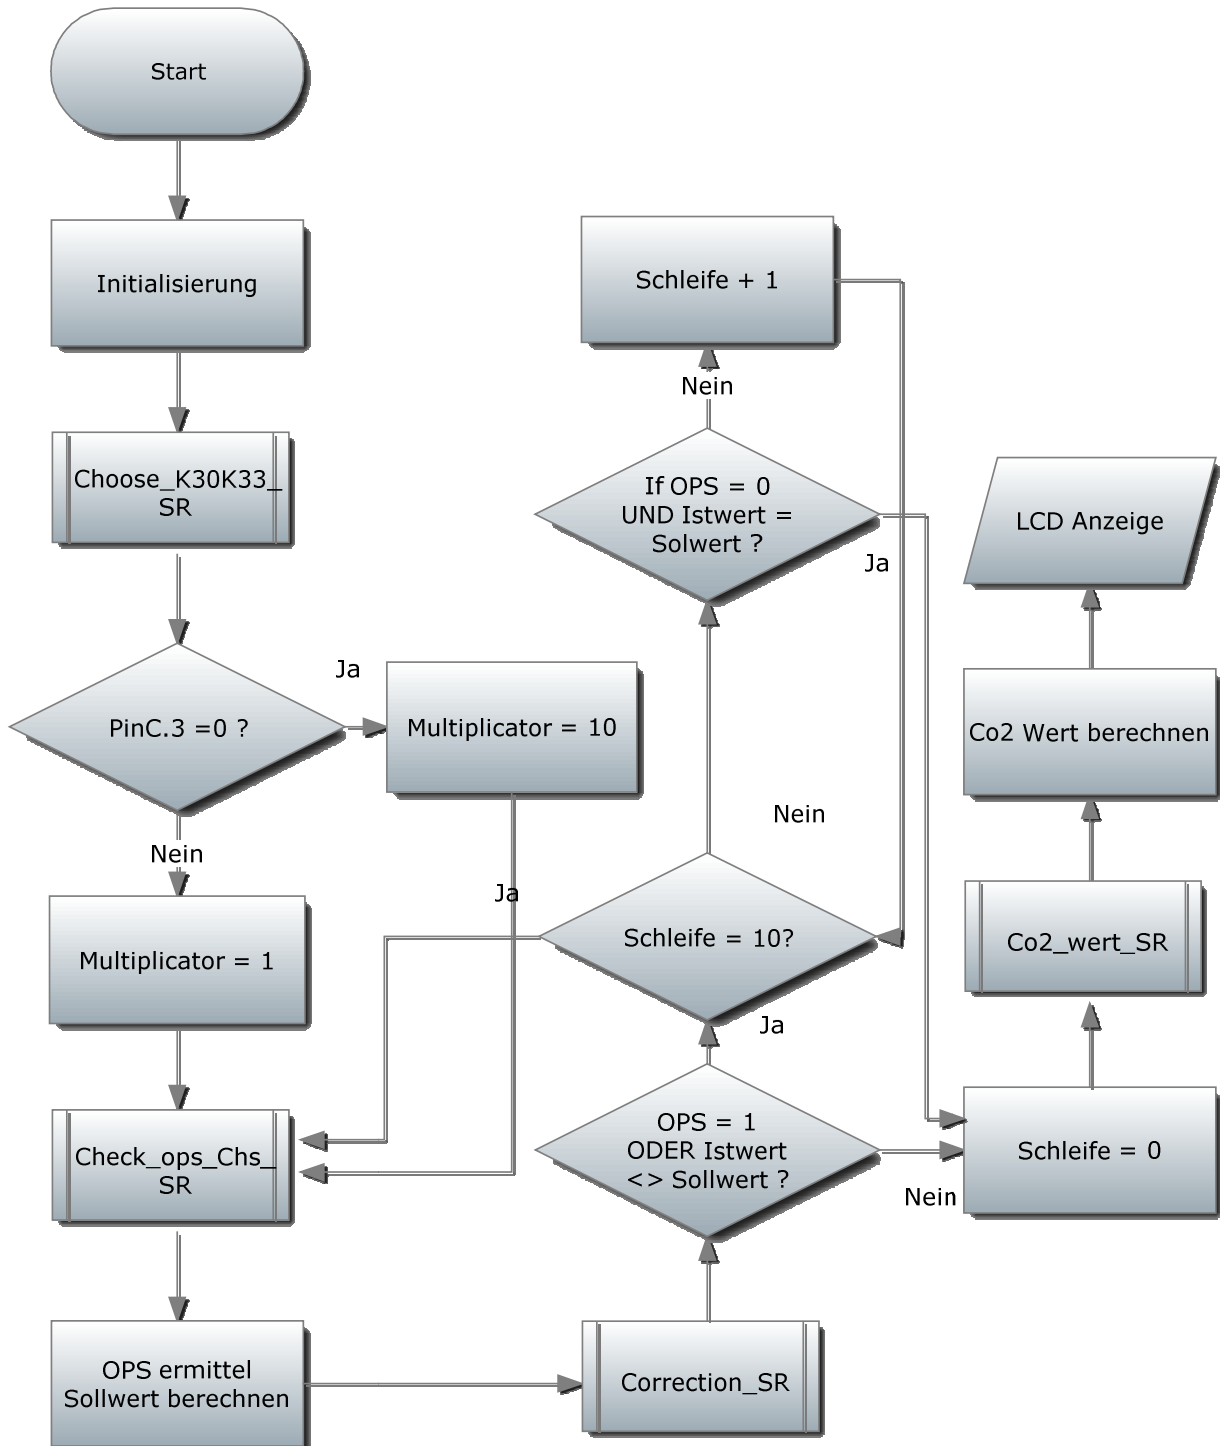 Start
Initialisierung
Choose_K30K33_
SR
PinC.3 =0 ?
Ja
Multiplicator = 10
Nein
Multiplicator = 1
Check_ops_Chs_
SR
OPS ermittel
Sollwert berechnen
Correction_SR
OPS = 1
ODER Istwert
<> Sollwert ?
Ja
Nein
Schleife = 10?
Ja
Nein
If OPS = 0
UND Istwert =
Solwert ?
Nein
Ja
Schleife + 1
Schleife = 0
Co2_wert_SR
Co2 Wert berechnen
LCD Anzeige